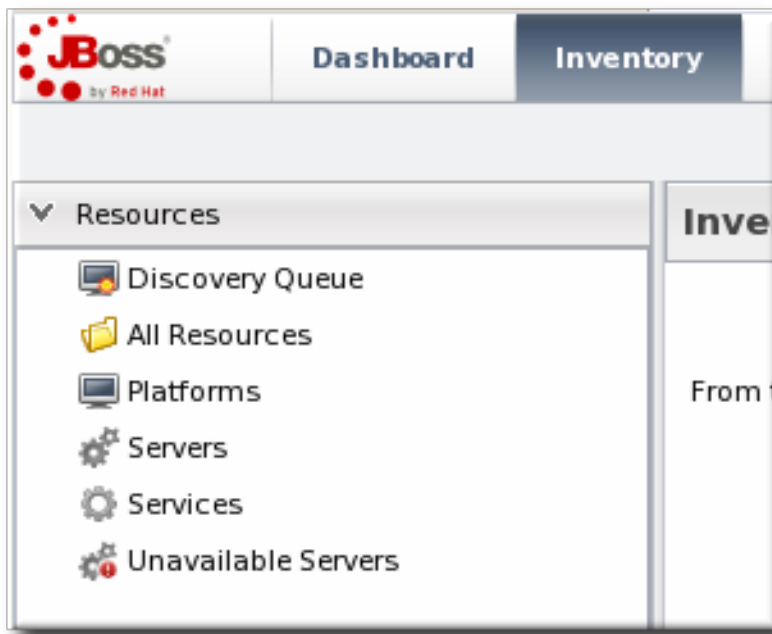 JBoss
by Red Hat
Dashboard
Inventory
Resources
Discovery Queue
All Resources
Platforms
Servers
Services
Unavailable Servers
Inve
From